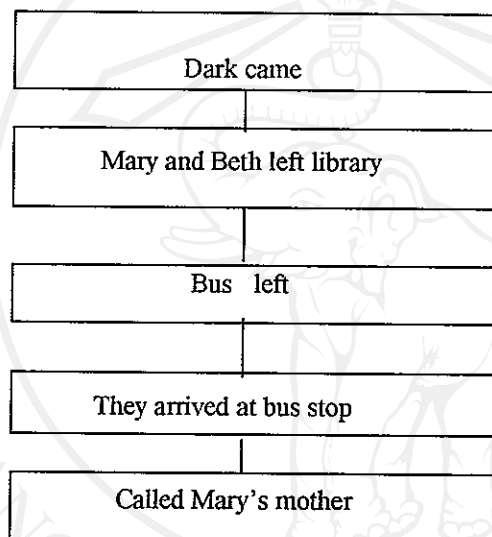 Dark came
Mary and Beth left library
Bus left
They arrived at bus stop
Called Mary's mother